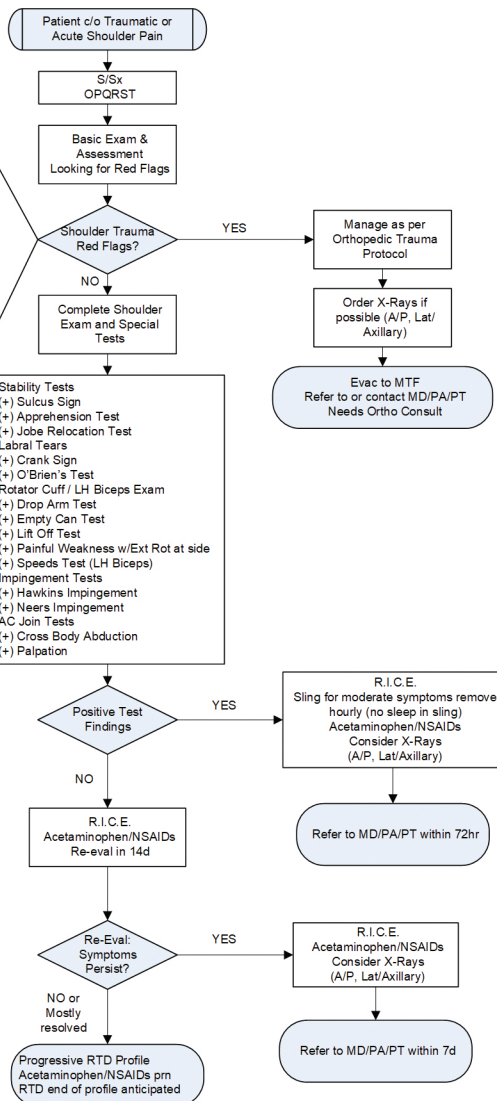 Patient c/o Traumatic or
Acute Shoulder Pain
S/Sx
OPQRST
Basic Exam &
Assessment
Looking for Red Flags
Shoulder Trauma
Red Flags?
YES
Manage as per
Orthopedic Trauma
Protocol
Order X-Rays if
possible (A/P, Lat/
Axillary)
Evac to MTF
Refer to or contact MD/PA/PT
Needs Ortho Consult
NO
Complete Shoulder
Exam and Special
Tests
Stability Tests
(+) Sulcus Sign
(+) Apprehension Test
(+) Jobe Relocation Test
Labral Tears
(+) Crank Sign
(+) O'Brien's Test
Rotator Cuff / LH Biceps Exam
(+) Drop Arm Test
(+) Empty Can Test
(+) Lift Off Test
(+) Painful Weakness w/Ext Rot at side
(+) Speeds Test (LH Biceps)
Impingement Tests
(+) Hawkins Impingement
(+) Neers Impingement
AC Join Tests
(+) Cross Body Abduction
(+) Palpation
Positive Test
Findings
YES
R.I.C.E.
Sling for moderate symptoms remove
hourly (no sleep in sling)
Acetaminophen/NSAIDs
Consider X-Rays
(A/P, Lat/Axillary)
Refer to MD/PA/PT within 72hr
NO
R.I.C.E.
Acetaminophen/NSAIDs
Re-eval in 14d
Re-Eval:
Symptoms
Persist?
YES
R.I.C.E.
Acetaminophen/NSAIDs
Consider X-Rays
(A/P, Lat/Axillary)
Refer to MD/PA/PT within 7d
NO or
Mostly
resolved
Progressive RTD Profile
Acetaminophen/NSAIDs prn
RTD end of profile anticipated